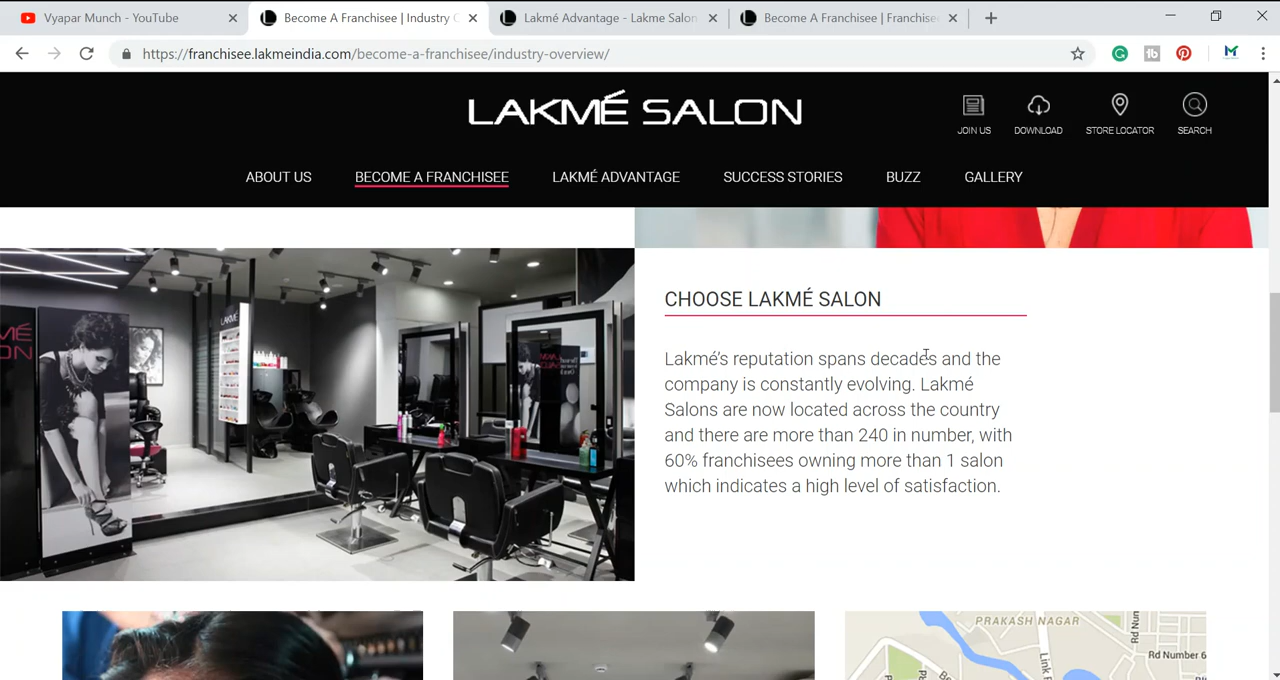 Vyapar Munch - YouTube
Become A Franchisee | Industry
Lakmé Advantage - Lakme Salon
Become A Franchisee | Franchise
https://franchisee.lakmeindia.com/become-a-franchisee/industry-overview/
LAKMÉ SALON
JOIN US
DOWNLOAD
STORE LOCATOR
SEARCH
ABOUT US
BECOME A FRANCHISEE
LAKMÉ ADVANTAGE
SUCCESS STORIES
BUZZ
GALLERY
CHOOSE LAKMÉ SALON
Lakmé's reputation spans decades and the
company is constantly evolving. Lakmé
Salons are now located across the country
and there are more than 240 in number, with
60% franchisees owning more than 1 salon
which indicates a high level of satisfaction.
LAKMÉ
PRAKASH NAGAR
Rd Num
Link
Rd Number 6